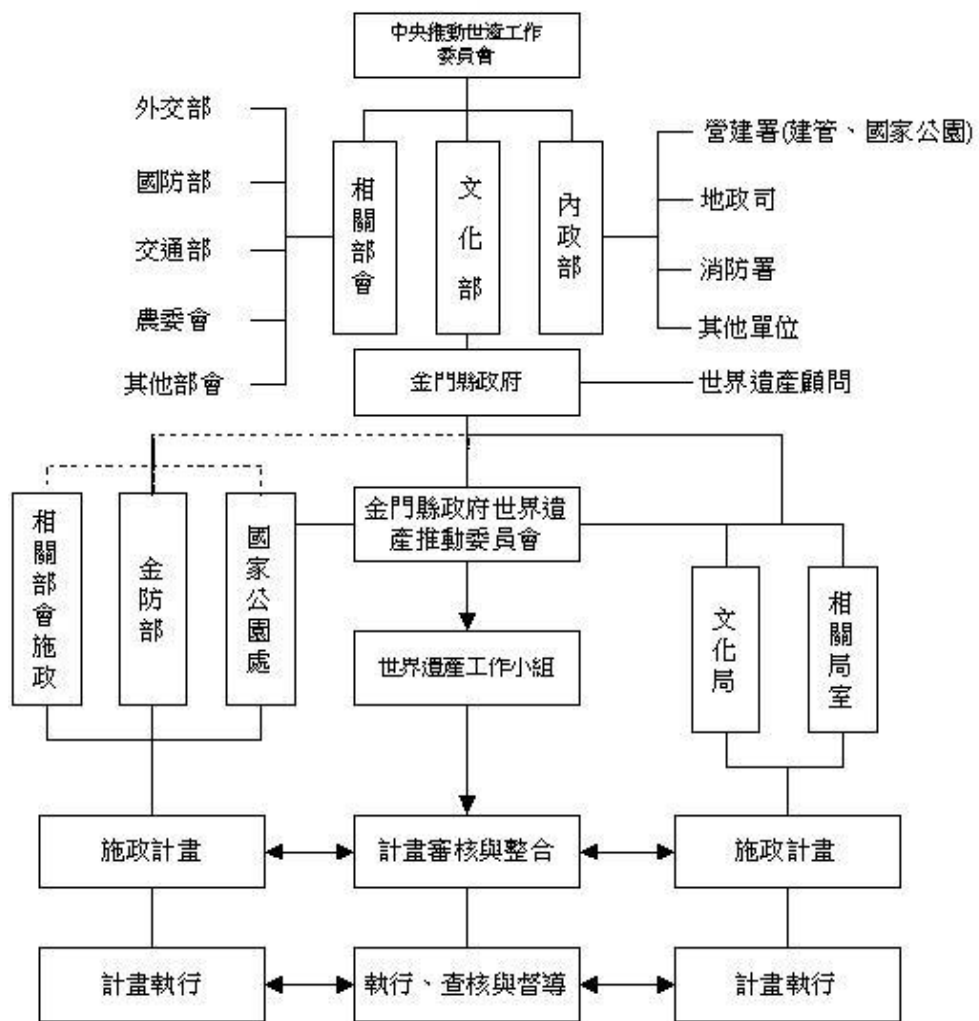 中央推動世遺工作
委員會
外交部
國防部
交通部
農委會
其他部會
相關部會
文化部
內政部
營建署(建管、國家公園)
地政司
消防署
其他單位
金門縣政府
世界遺產顧問
相關部會施政
金防部
國家公園處
金門縣政府世界遺
產推動委員會
文化局
相關局室
世界遺產工作小組
施政計畫
計畫審核與整合
施政計畫
計畫執行
執行、查核與督導
計畫執行